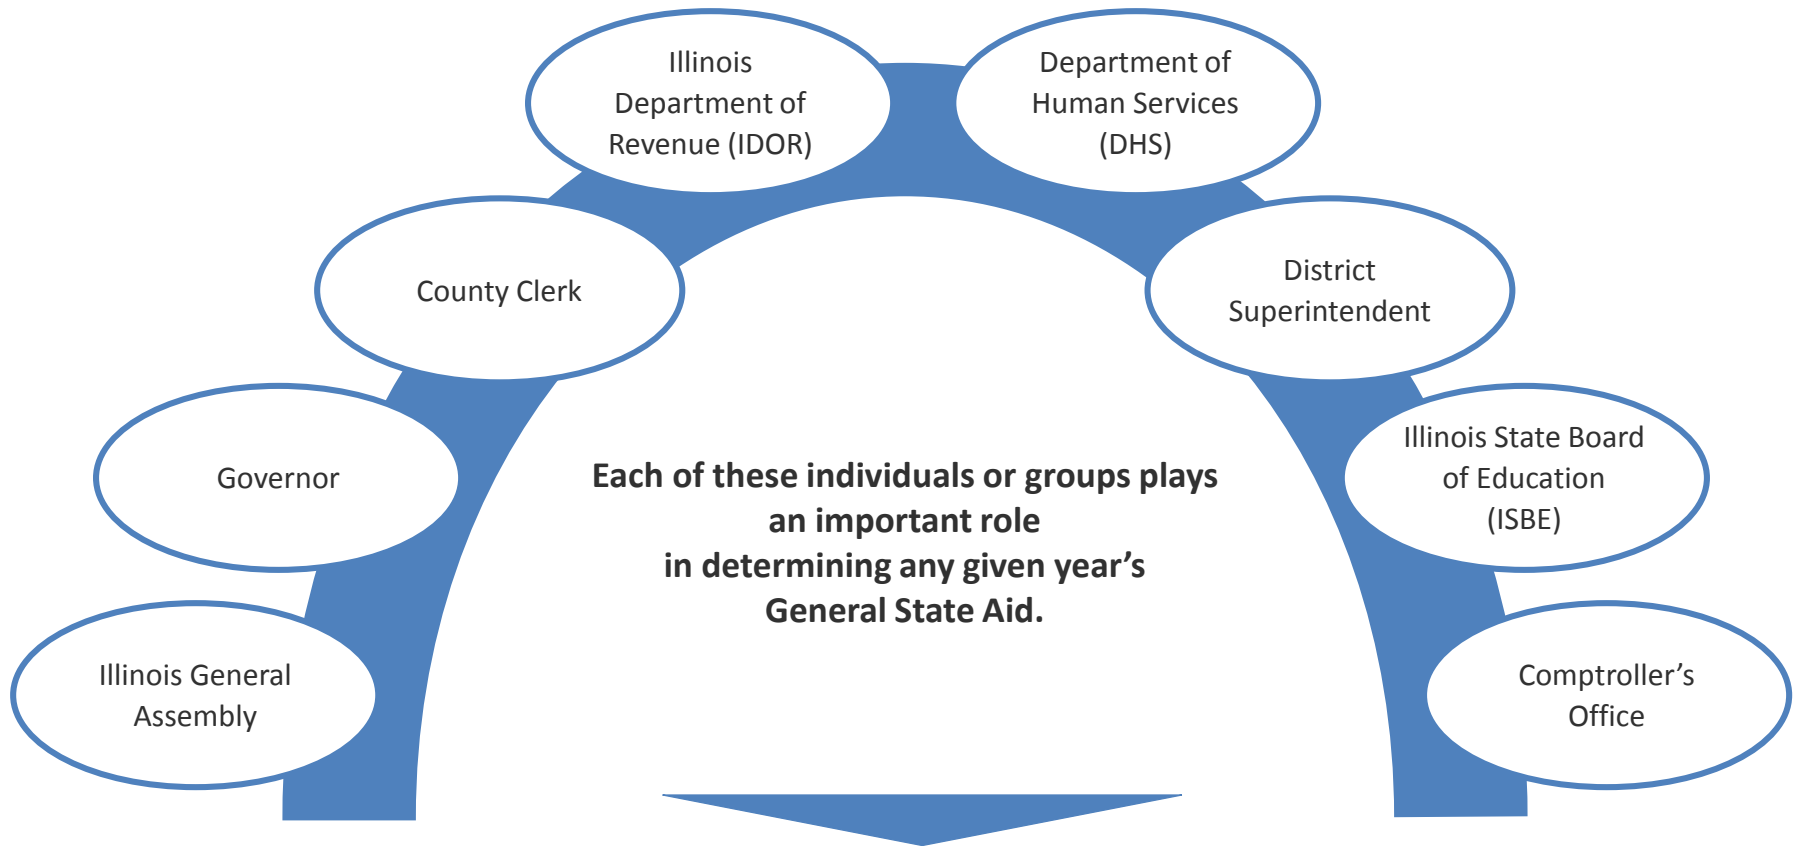 Illinois
Department of
Revenue (IDOR)
Department of
Human Services
(DHS)
County Clerk
District
Superintendent
Governor
Illinois State Board
of Education
(ISBE)
Each of these individuals or groups plays
an important role
in determining any given year’s
General State Aid.
Illinois General
Assembly
Comptroller’s
Office